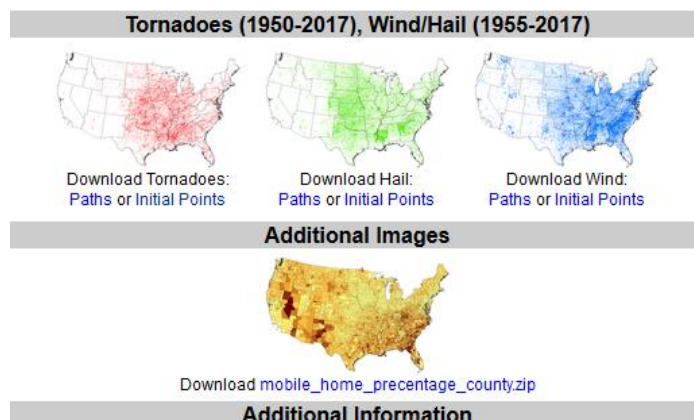 Tornadoes (1950-2017), Wind/Hail (1955-2017)
Download Tornadoes: Download Hail: Download Wind:
Paths or Initial Points Paths or Initial Points Paths or Initial Points
Additional Images
Download mobile_home_precentage_county.zip
Additional Information